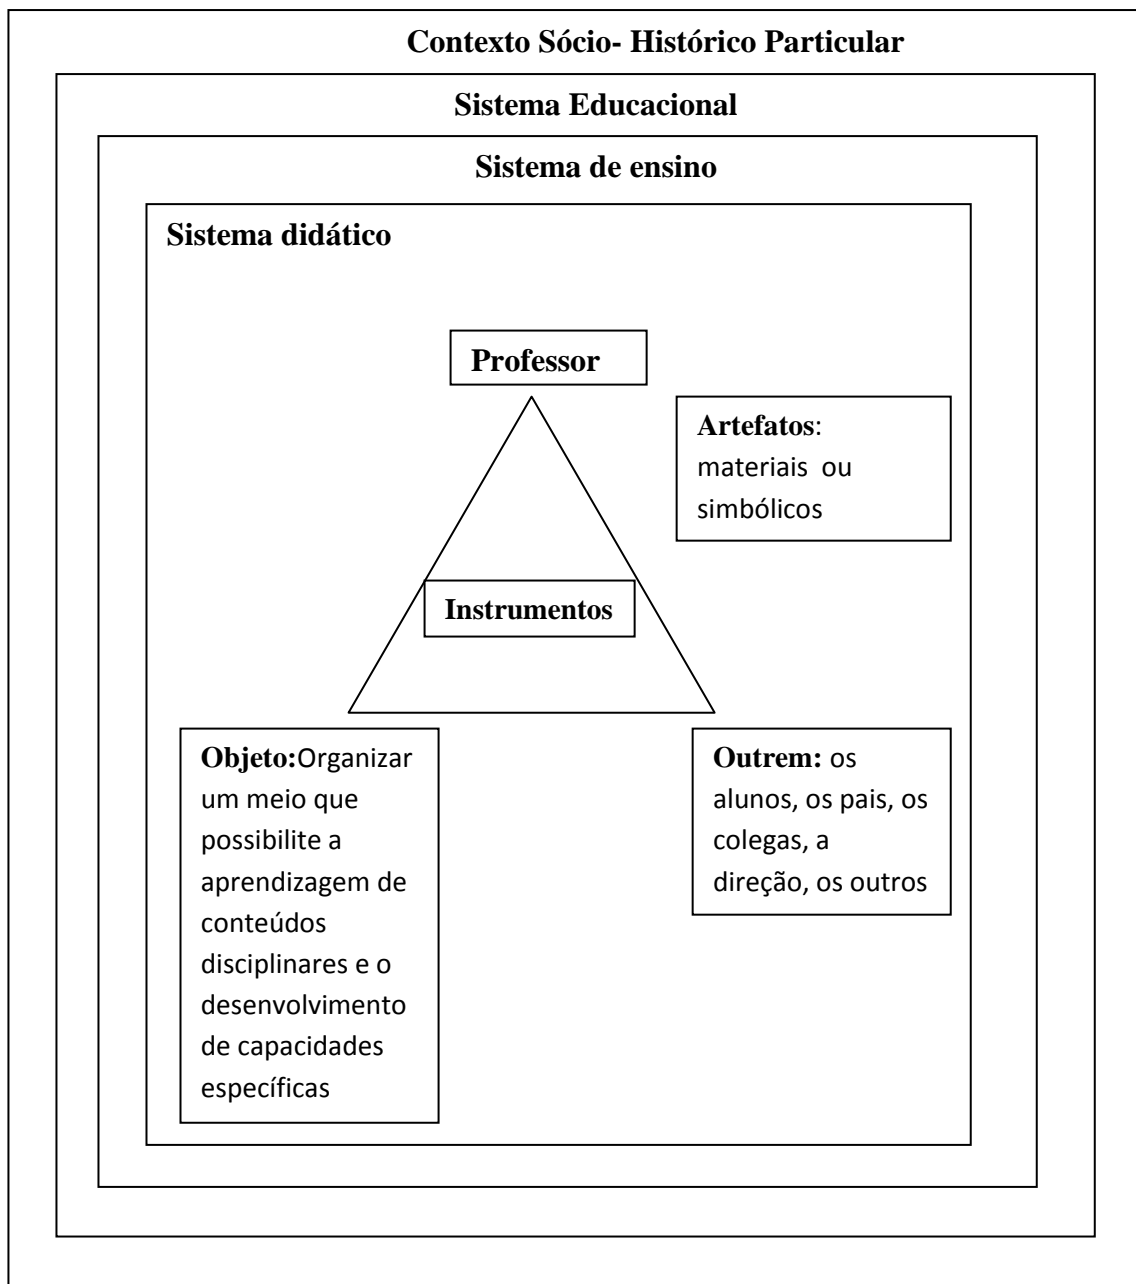 Contexto Sócio- Histórico Particular
Sistema Educacional
Sistema de ensino
Sistema didático
Professor
Artefatos:
materiais ou
simbólicos
Instrumentos
Objeto:Organizar
um meio que
possibilite a
aprendizagem de
conteúdos
disciplinares e o
desenvolvimento
de capacidades
específicas
Outrem: os
alunos, os pais, os
colegas, a
direção, os outros